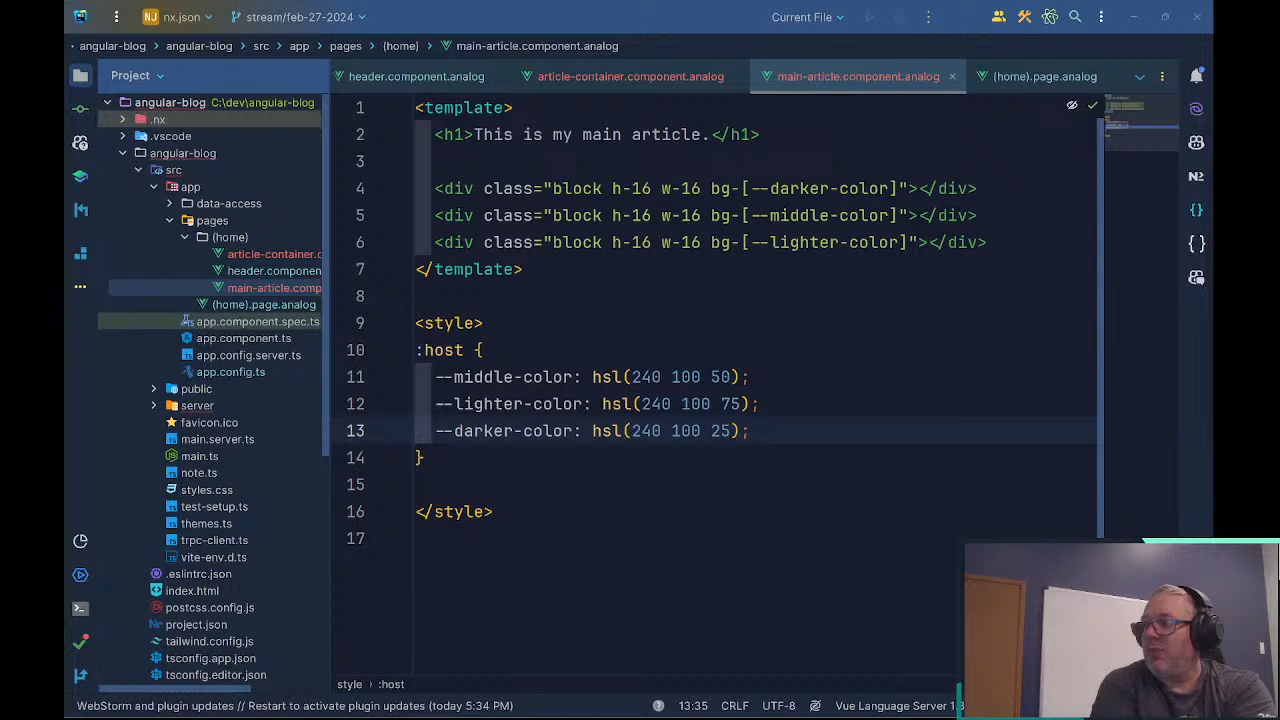 NJ nx.json
stream/feb-27-2024
Current File
angular-blog > angular-blog > src > app > pages > (home) > main-article.component.analog
Project
header.component.analog
article-container.component.analog
main-article.component.analog
(home).page.analog
angular-blog C:\dev\angular-blog
.nx
.vscode
angular-blog
src
app
data-access
pages
(home)
article-container.c
header.component
main-article.comp
(home).page.analog
app.component.spec.ts
app.component.ts
app.config.server.ts
app.config.ts
public
server
favicon.ico
main.server.ts
main.ts
note.ts
styles.css
test-setup.ts
themes.ts
trpc-client.ts
vite-env.d.ts
.eslintrc.json
index.html
postcss.config.js
project.json
tailwind.config.js
tsconfig.app.json
tsconfig.editor.json
1 <template>
2 <h1>This is my main article.</h1>
3
4 <div class="block h-16 w-16 bg-[--darker-color]"></div>
5 <div class="block h-16 w-16 bg-[--middle-color]"></div>
6 <div class="block h-16 w-16 bg-[--lighter-color]"></div>
7 </template>
8
9 <style>
10 :host {
11 --middle-color: hsl(240 100 50);
12 --lighter-color: hsl(240 100 75);
13 --darker-color: hsl(240 100 25);
14 }
15
16 </style>
17
style > :host
WebStorm and plugin updates // Restart to activate plugin updates (today 5:34 PM)
13:35 CRLF UTF-8 Vue Language Server 1.8